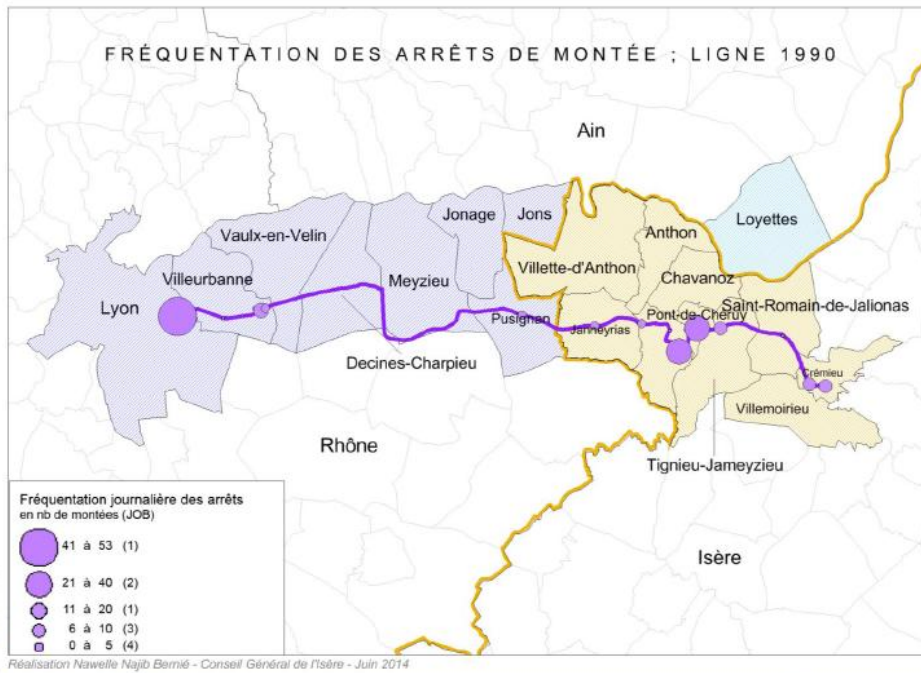 FRÉQUENTATION DES ARRÊTS DE MONTÉE ; LIGNE 1990
Ain
Jonage
Jons
Loyettes
Vaulx-en-Velin
Anthon
Villeurbanne
Meyzieu
Villette-d'Anthon
Chavanoz
Lyon
Saint-Romain-de-Jalionas
Pusignan
Pont-de-Cheruy
Janneyrias
Decines-Charpieu
Crémieu
Villemoirieu
Rhône
Tignieu-Jameyzieu
Isère
Fréquentation journalière des arrêts
en nb de montées (JOB)
41 à 53 (1)
21 à 40 (2)
11 à 20 (1)
6 à 10 (3)
0 à 5 (4)
Réalisation Nawelle Najib Bernié - Conseil Général de l'Isère - Juin 2014